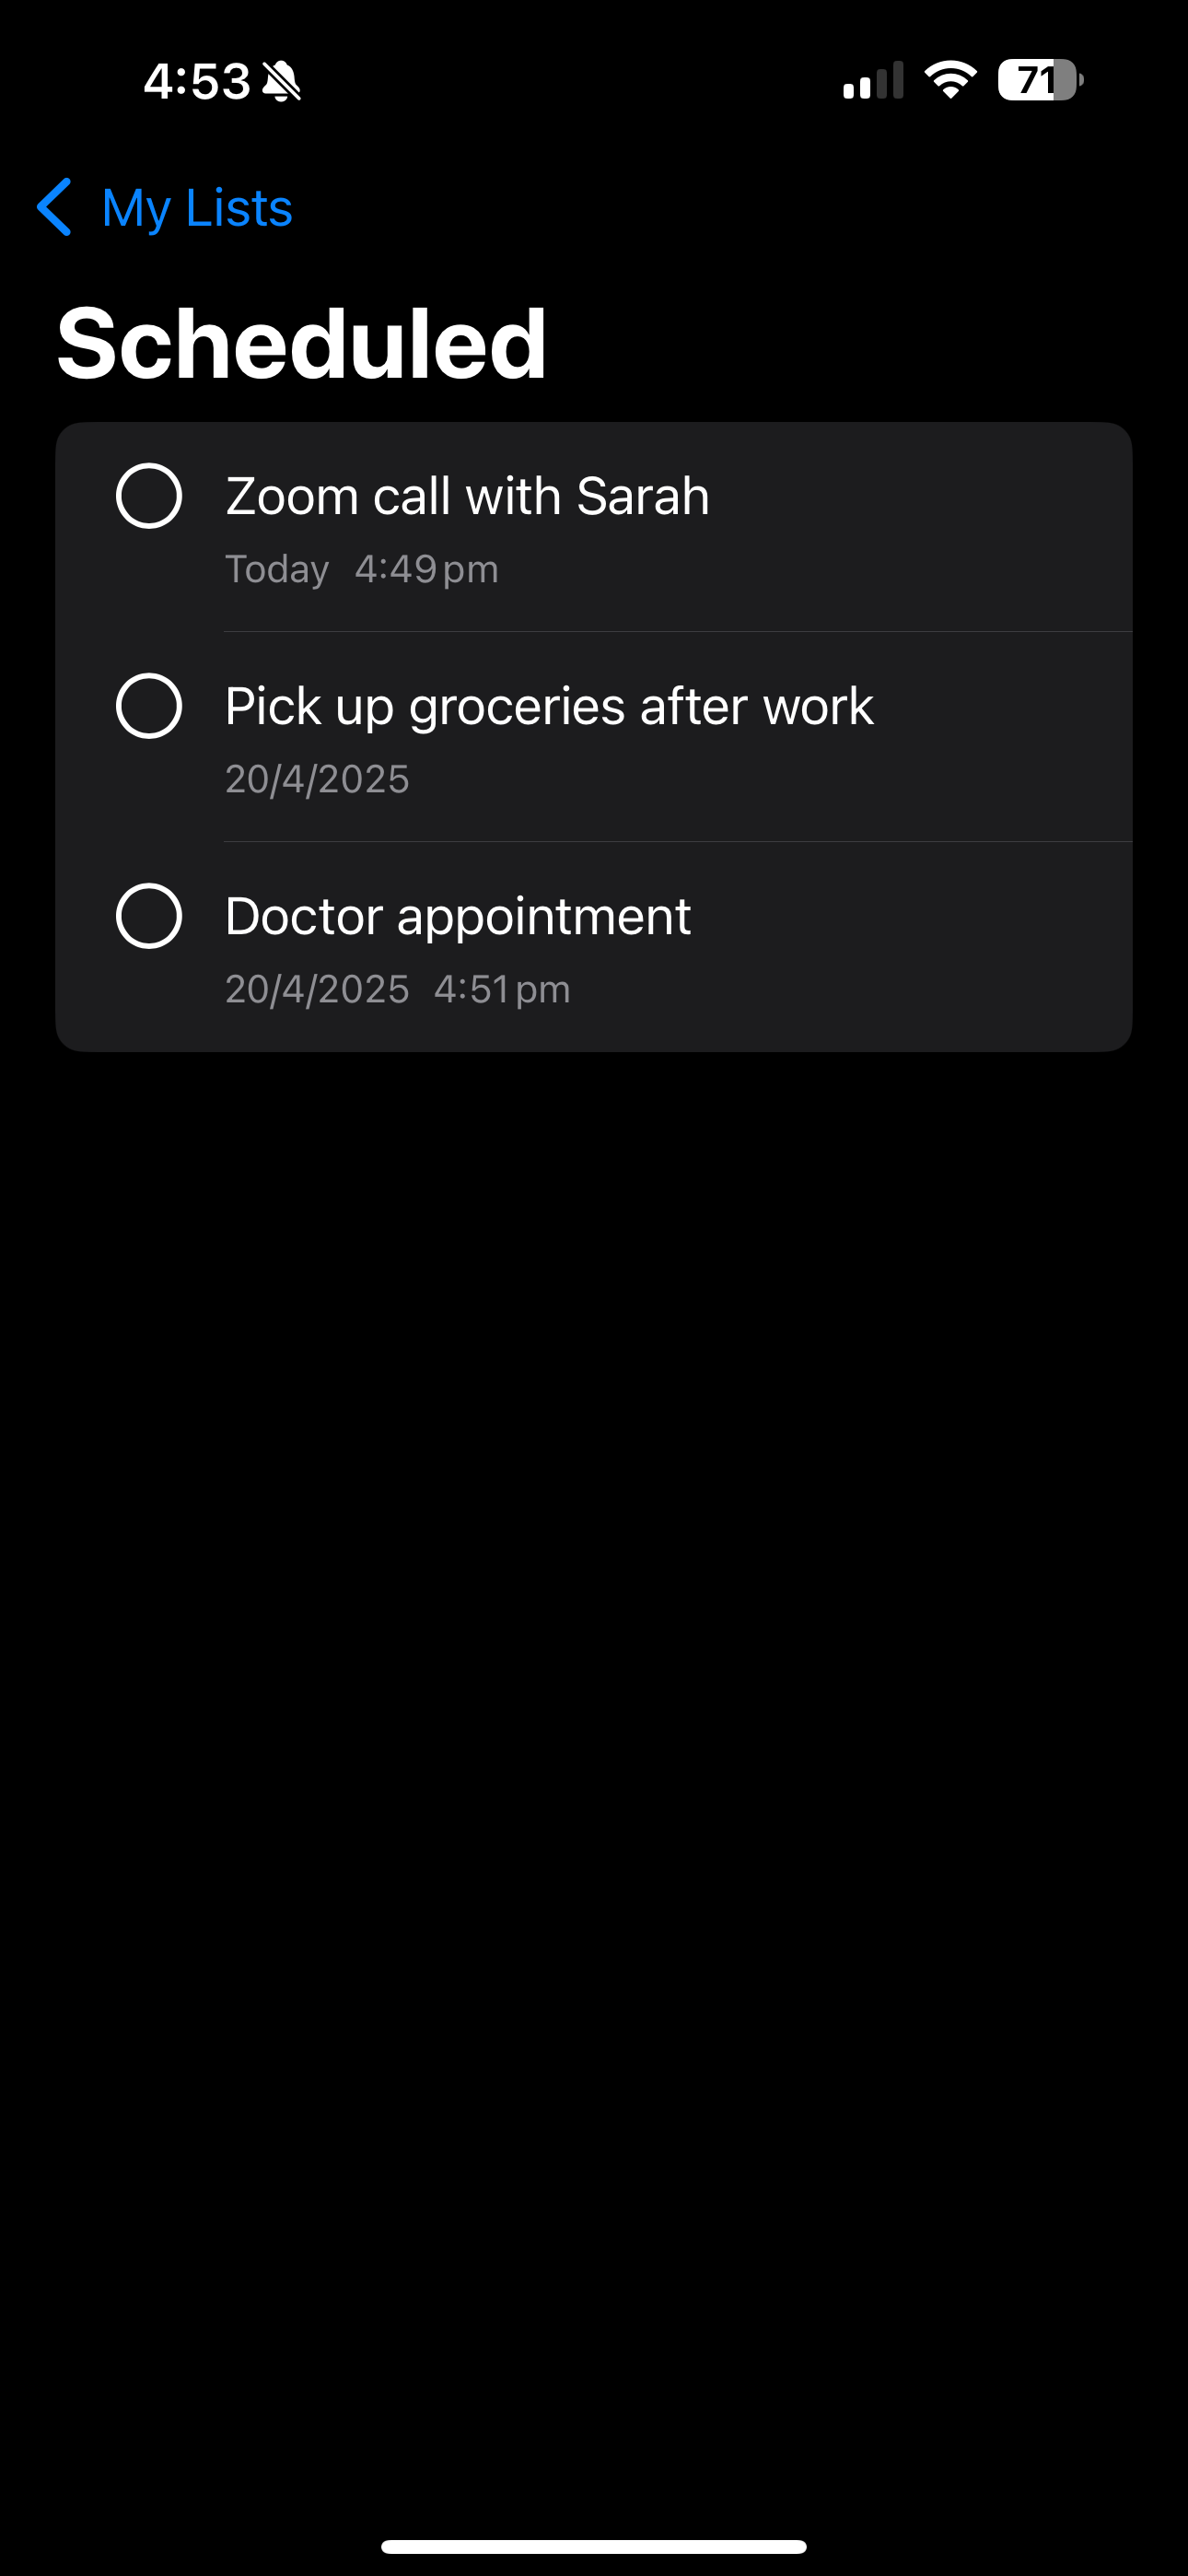 4:53
71
My Lists
Scheduled
Zoom call with Sarah
Today 4:49 pm
Pick up groceries after work
20/4/2025
Doctor appointment
20/4/2025 4:51 pm